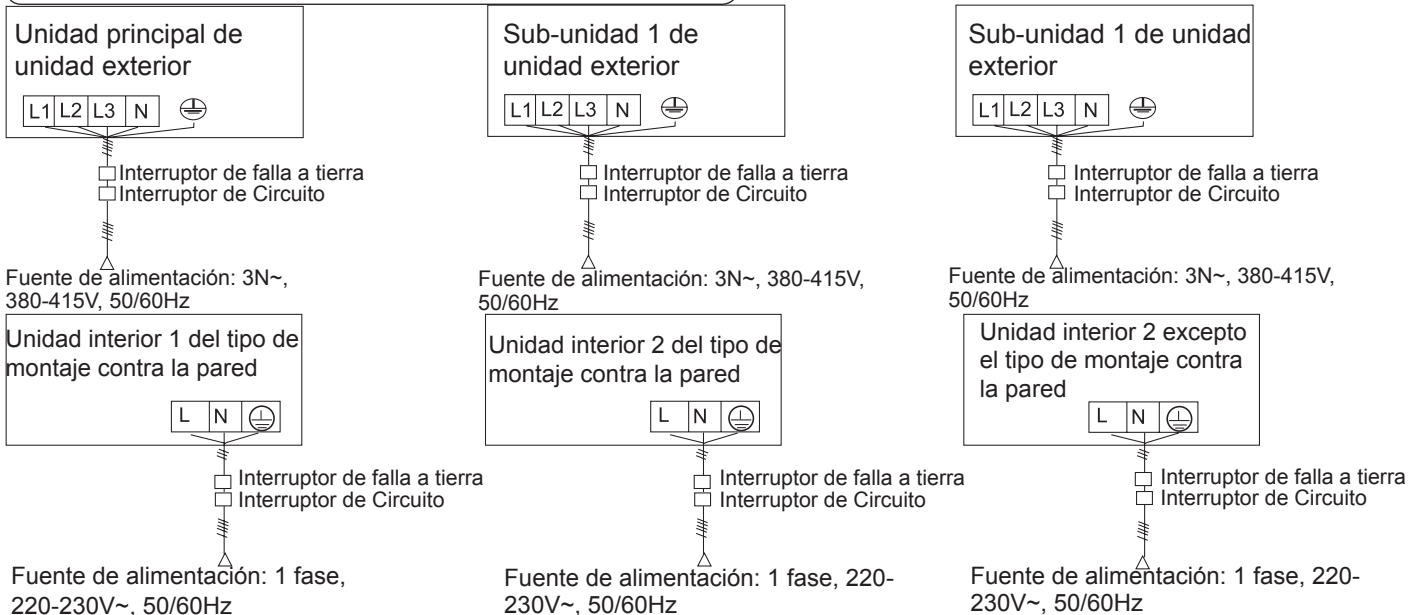 Unidad principal de
unidad exterior
L1 L2 L3 N
Interruptor de falla a tierra
Interruptor de Circuito
Fuente de alimentación: 3N~,
380-415V, 50/60Hz
Sub-unidad 1 de
unidad exterior
L1 L2 L3 N
Interruptor de falla a tierra
Interruptor de Circuito
Fuente de alimentación: 3N~, 380-415V,
50/60Hz
Sub-unidad 1 de unidad
exterior
L1 L2 L3 N
Interruptor de falla a tierra
Interruptor de Circuito
Fuente de alimentación: 3N~, 380-415V,
50/60Hz
Unidad interior 1 del tipo de
montaje contra la pared
L N
Interruptor de falla a tierra
Interruptor de Circuito
Fuente de alimentación: 1 fase,
220-230V~, 50/60Hz
Unidad interior 2 del tipo de
montaje contra la pared
L N
Interruptor de falla a tierra
Interruptor de Circuito
Fuente de alimentación: 1 fase, 220-
230V~, 50/60Hz
Unidad interior 2 excepto
el tipo de montaje contra
la pared
L N
Interruptor de falla a tierra
Interruptor de Circuito
Fuente de alimentación: 1 fase, 220-
230V~, 50/60Hz